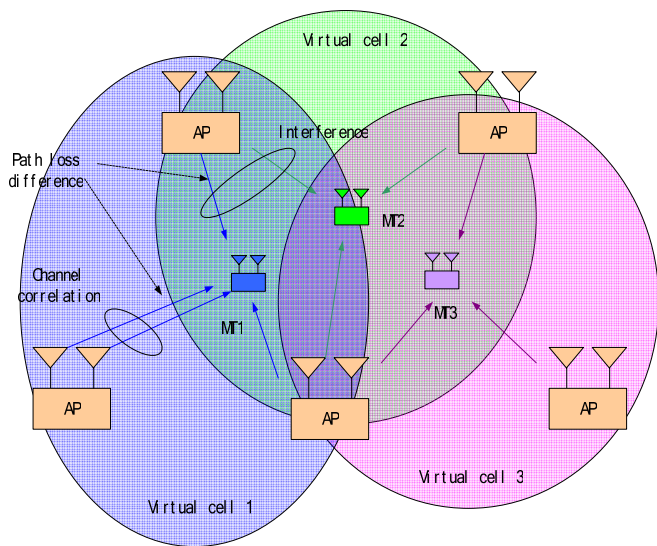 Virtual cell 2
AP
Interference
AP
Path loss
difference
MT2
Channel
correlation
MT1
MT3
AP
AP
AP
Virtual cell 3
Virtual cell 1